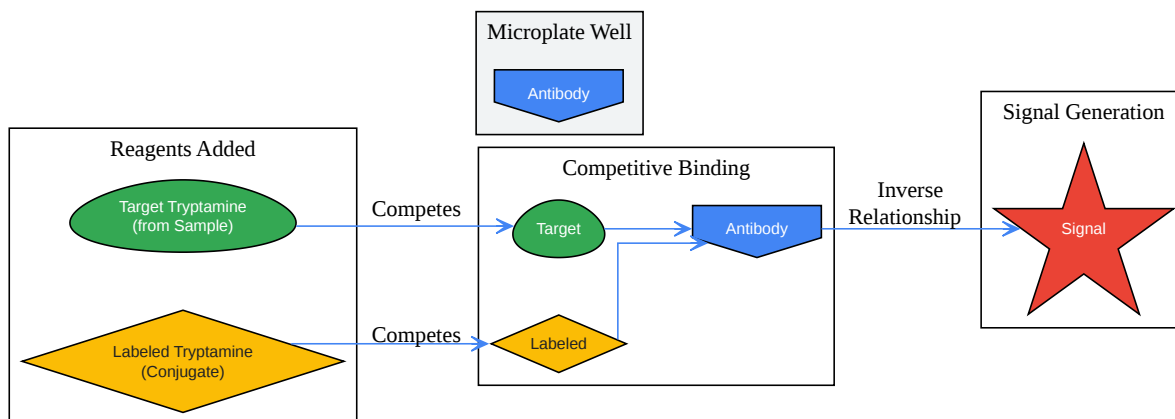 Microplate Well
Antibody
Reagents Added
Target Tryptamine
(from Sample)
Labeled Tryptamine
(Conjugate)
Competes
Competes
Competitive Binding
Target
Antibody
Labeled
Inverse
Relationship
Signal Generation
Signal